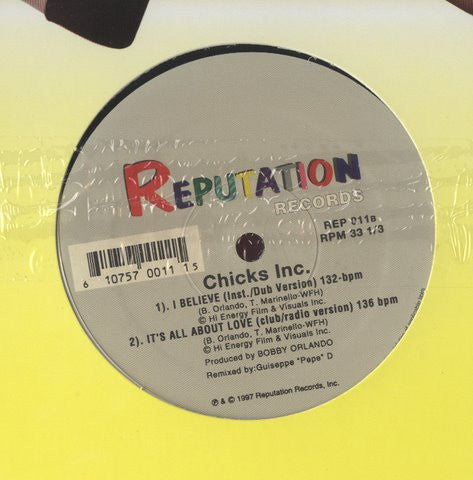 REPUTATION
RECORDS
REP 011B
RPM 33 1/3
6 10757 0011 15
Chicks Inc.
1). I BELIEVE (Inst./Dub Version) 132-bpm
(B. Orlando, T. Marinello-WFH)
© Hi Energy Film & Visuals Inc.
2). IT'S ALL ABOUT LOVE (club/radio version) 136 bpm
(B. Orlando, T. Marinello-WFH)
© Hi Energy Film & Visuals Inc.
Produced by BOBBY ORLANDO
Remixed by:Guiseppe "Pepe" D
℗ & © 1997 Reputation Records, Inc.